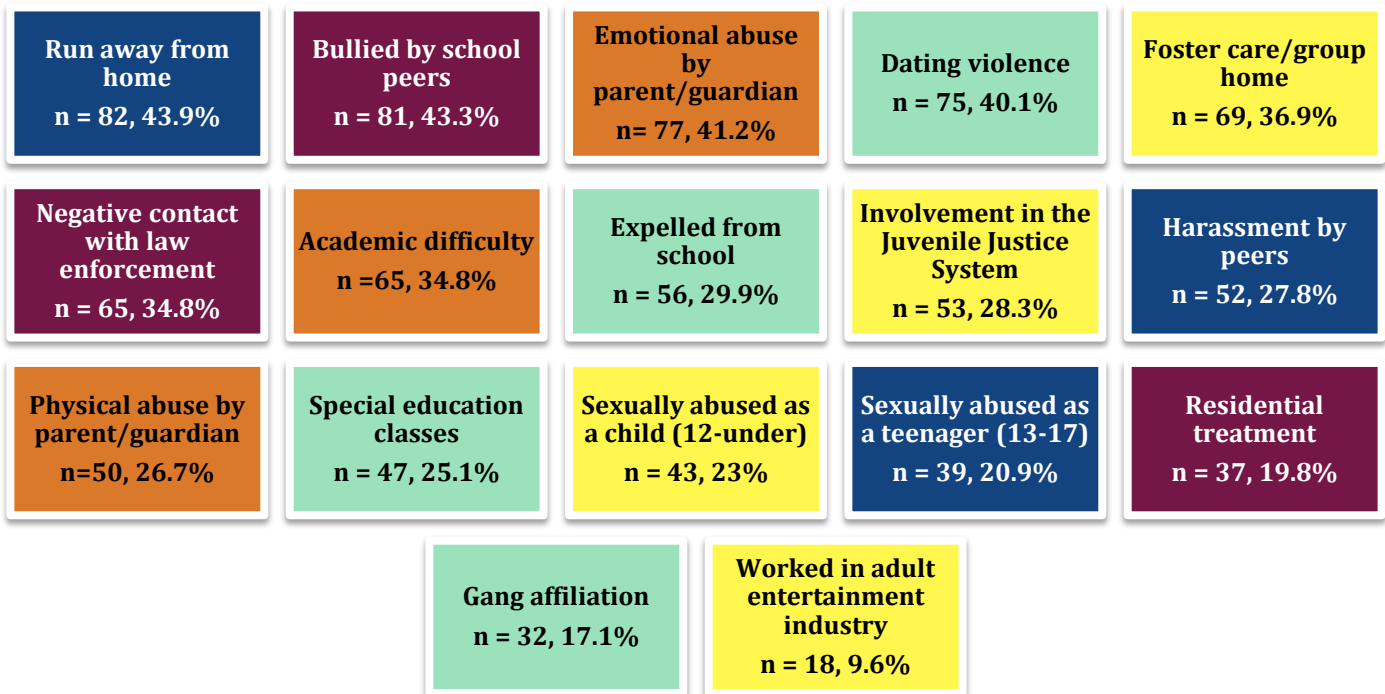 Run away from
home
n = 82, 43.9%
Bullied by school
peers
n = 81, 43.3%
Emotional abuse
by
parent/guardian
n= 77, 41.2%
Dating violence
n = 75, 40.1%
Foster care/group
home
n = 69, 36.9%
Negative contact
with law
enforcement
n = 65, 34.8%
Academic difficulty
n =65, 34.8%
Expelled from
school
n = 56, 29.9%
Involvement in the
Juvenile Justice
System
n = 53, 28.3%
Harassment by
peers
n = 52, 27.8%
Physical abuse by
parent/guardian
n=50, 26.7%
Special education
classes
n = 47, 25.1%
Sexually abused as
a child (12-under)
n = 43, 23%
Sexually abused as
a teenager (13-17)
n = 39, 20.9%
Residential
treatment
n = 37, 19.8%
Gang affiliation
n = 32, 17.1%
Worked in adult
entertainment
industry
n = 18, 9.6%